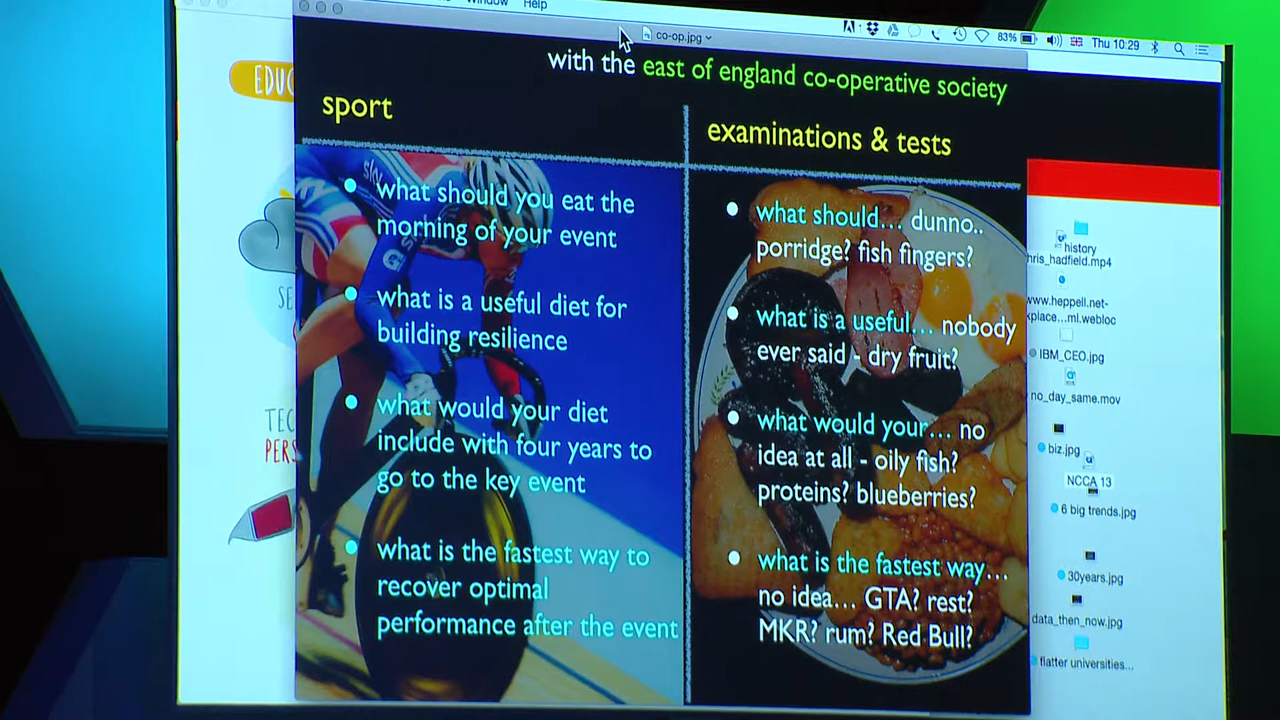 Window Help
co-op.jpg
83%
Thu 10:29
with the east of england co-operative society
sport
examinations & tests
what should you eat the
morning of your event
what is a useful diet for
building resilience
what would your diet
include with four years to
go to the key event
what is the fastest way to
recover optimal
performance after the event
what should... dunno..
porridge? fish fingers?
what is a useful... nobody
ever said - dry fruit?
what would your... no
idea at all - oily fish?
proteins? blueberries?
what is the fastest way...
no idea... GTA? rest?
MKR? rum? Red Bull?
sky
EDUC
SE
TEC
PERS
history
hris_hadfield.mp4
www.heppell.net-
kplace...ml.webloc
IBM_CEO.jpg
no_day_same.mov
biz.jpg
NCCA 13
6 big trends.jpg
30years.jpg
data_then_now.jpg
flatter universities...